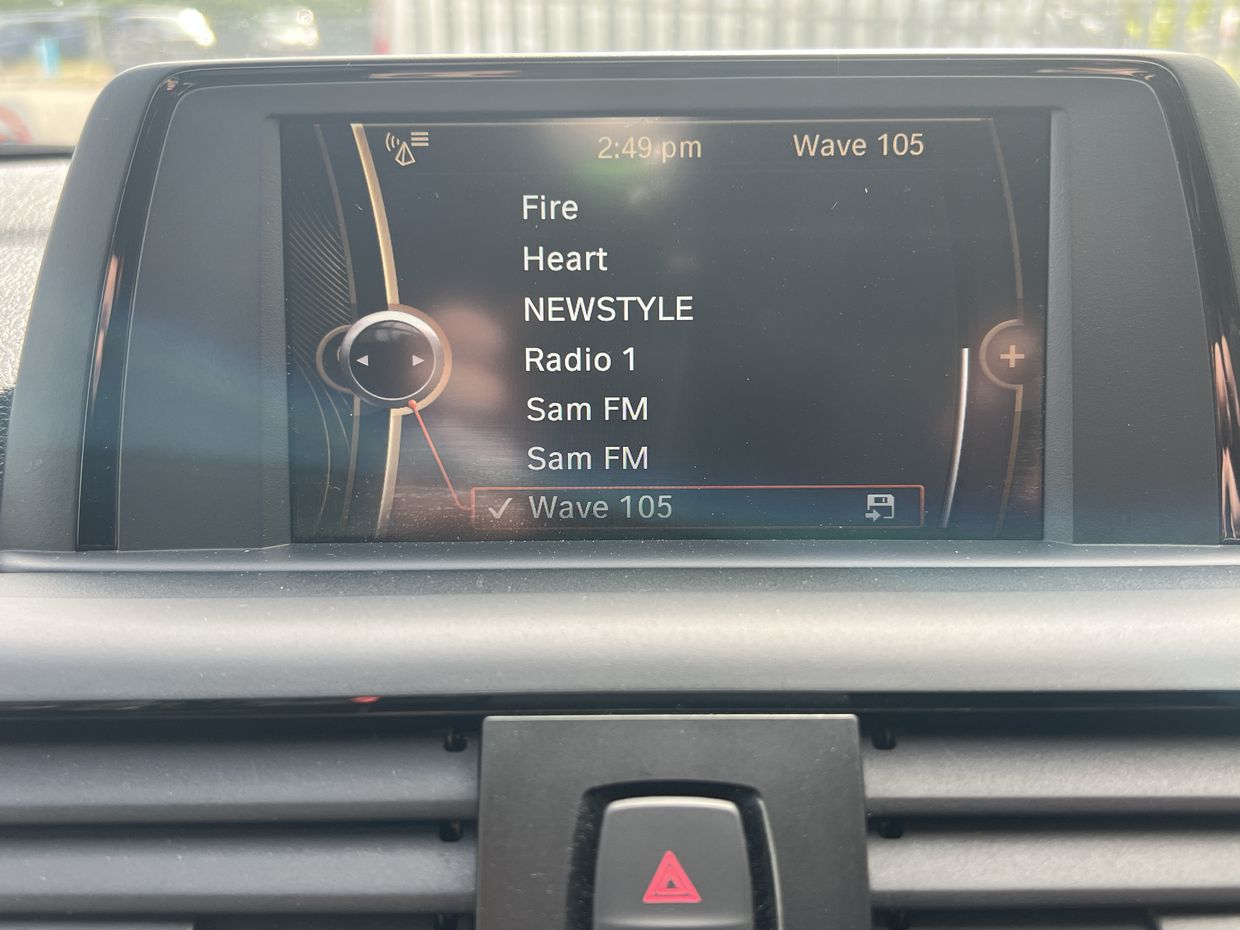 2:49 pm Wave 105
Fire
Heart
NEWSTYLE
Radio 1
Sam FM
Sam FM
Wave 105